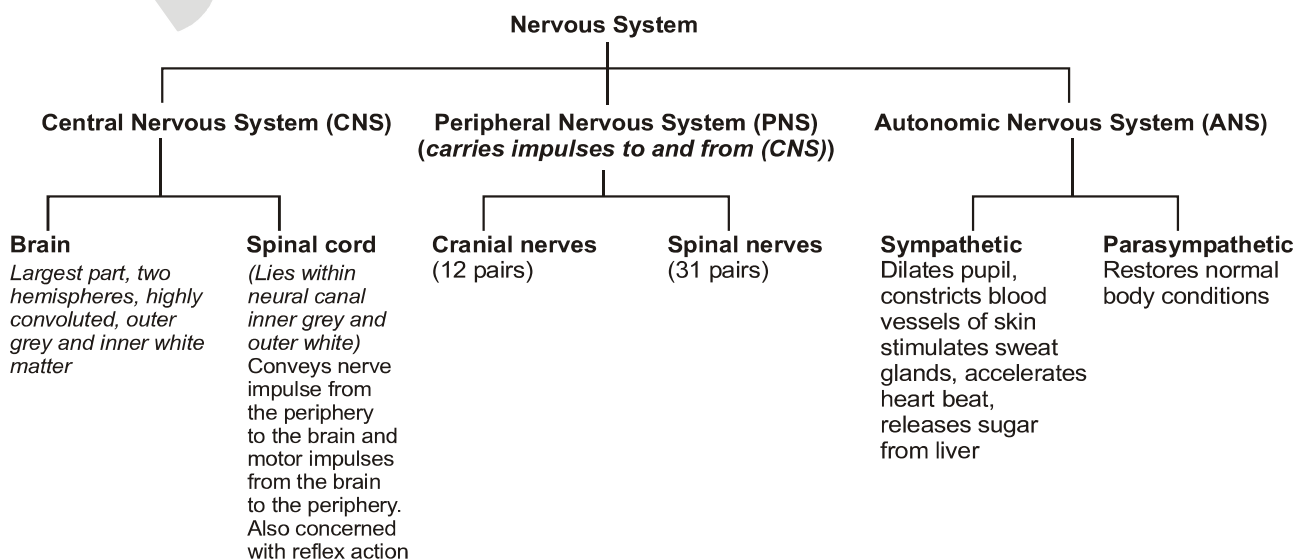 Nervous System
Central Nervous System (CNS)
Peripheral Nervous System (PNS)
(carries impulses to and from (CNS))
Autonomic Nervous System (ANS)
Brain
Largest part, two
hemispheres, highly
convoluted, outer
grey and inner white
matter
Spinal cord
(Lies within
neural canal
inner grey and
outer white)
Conveys nerve
impulse from
the periphery
to the brain and
motor impulses
from the brain
to the periphery.
Also concerned
with reflex action
Cranial nerves
(12 pairs)
Spinal nerves
(31 pairs)
Sympathetic
Dilates pupil,
constricts blood
vessels of skin
stimulates sweat
glands, accelerates
heart beat,
releases sugar
from liver
Parasympathetic
Restores normal
body conditions